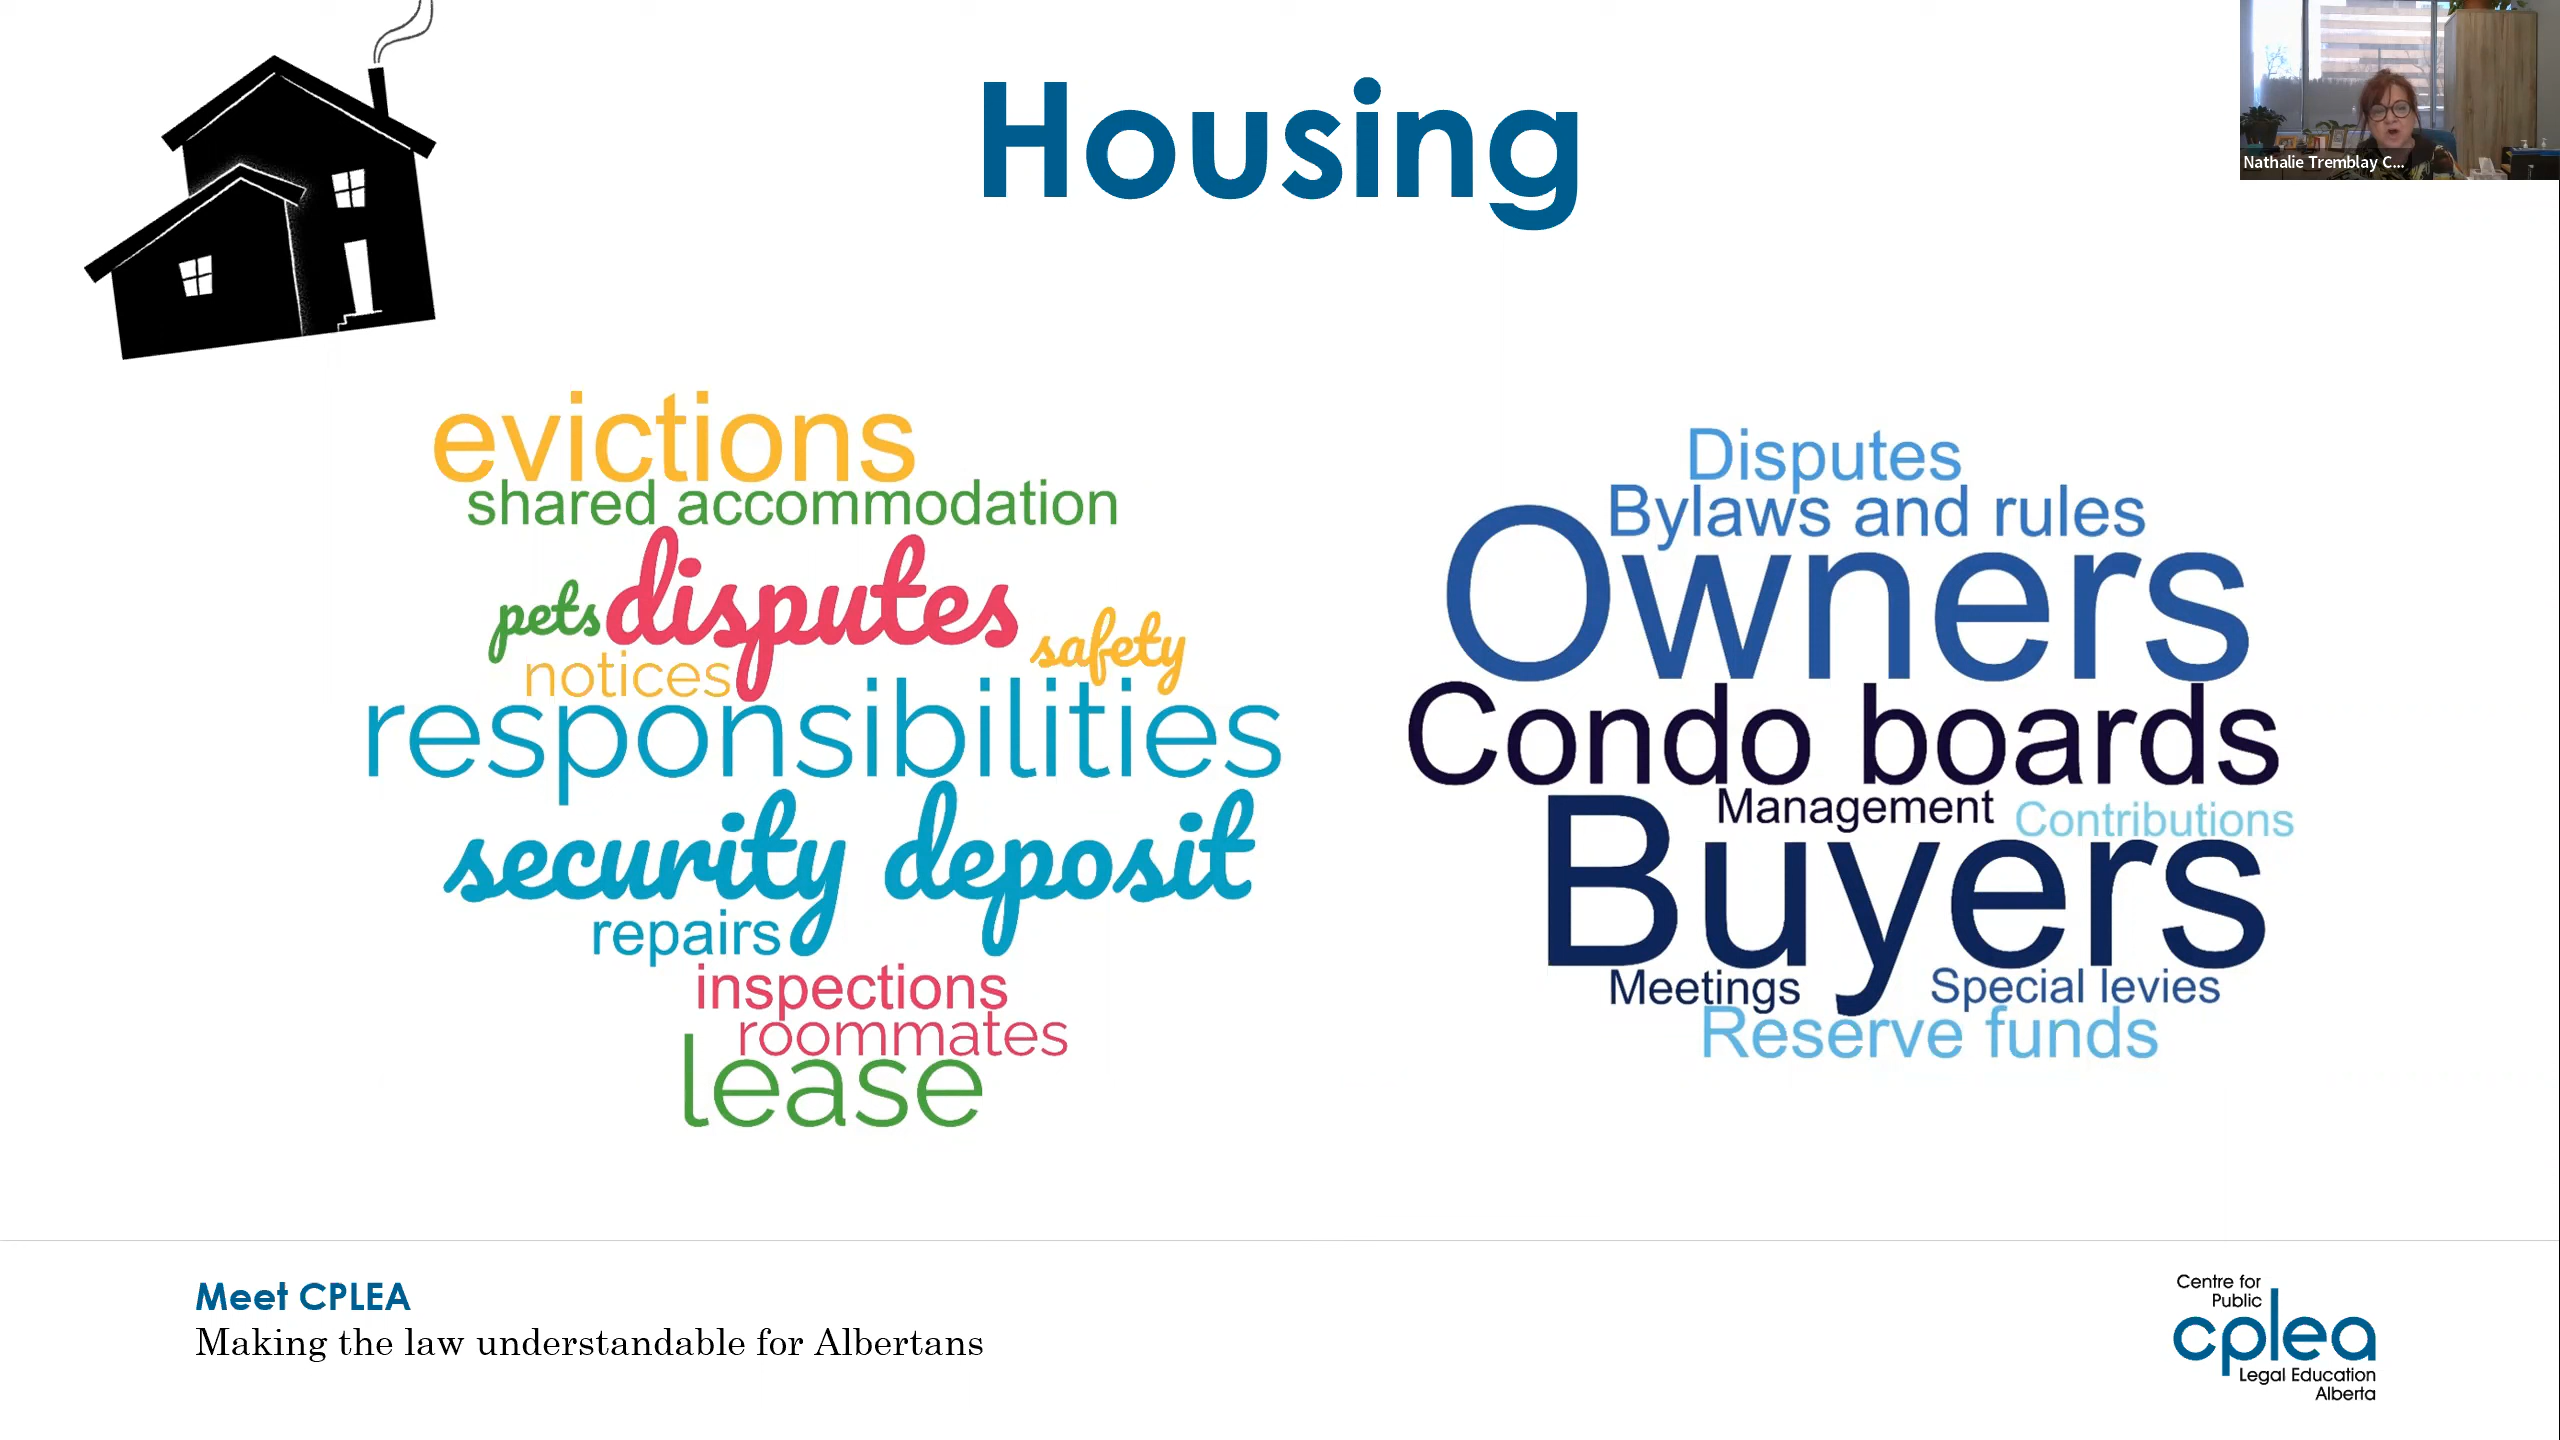 Housing
Nathalie Tremblay C...
evictions
shared accommodation
pets disputes safety
notices
responsibilities
security deposit
repairs
inspections
roommates
lease
Disputes
Bylaws and rules
Owners
Condo boards
Management Contributions
Buyers
Meetings Special levies
Reserve funds
Meet CPLEA
Making the law understandable for Albertans
Centre for
Public
cplea
Legal Education
Alberta